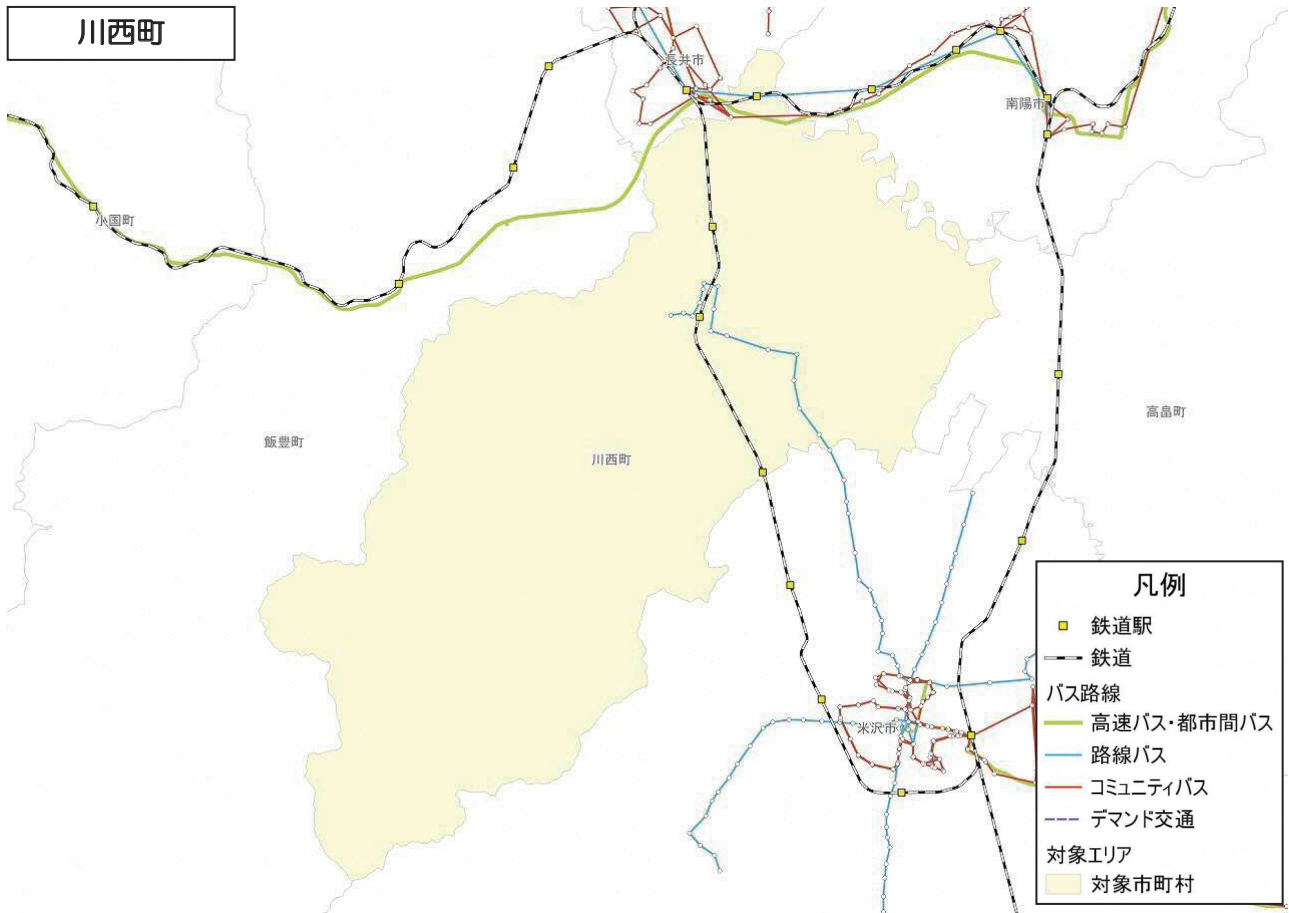 川西町
長井市
南陽市
小国町
高畠町
飯豊町
川西町
米沢市
凡例
鉄道駅
鉄道
バス路線
高速バス・都市間バス
路線バス
コミュニティバス
デマンド交通
対象エリア
対象市町村